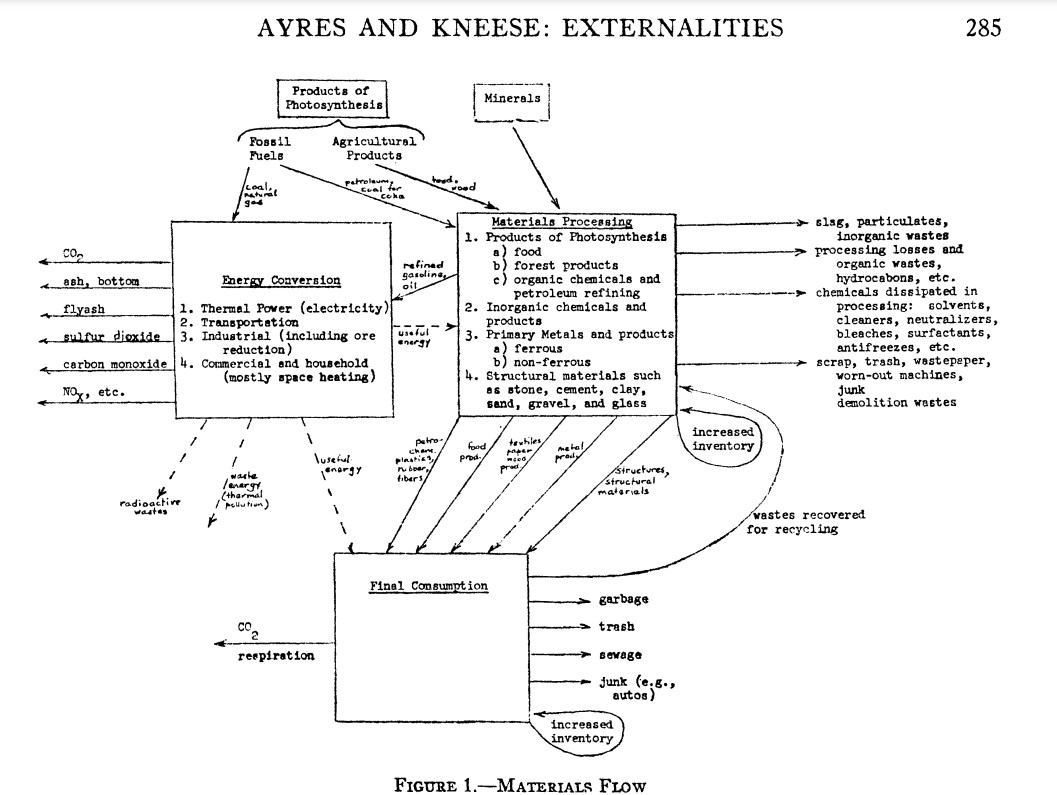 AYRES AND KNEESE: EXTERNALITIES 285
Products of
Photosynthesis
Minerals
Fossil
Fuels
Agricultural
Products
coal,
natural
gas
petroleum,
coal for
coke
food,
wood
Energy Conversion
1. Thermal Power (electricity)
2. Transportation
3. Industrial (including ore
reduction)
4. Commercial and household
(mostly space heating)
CO2
ash, bottom
flyash
sulfur dioxide
carbon monoxide
NOx, etc.
refined
gasoline,
oil
useful
energy
Materials Processing
1. Products of Photosynthesis
a) food
b) forest products
c) organic chemicals and
petroleum refining
2. Inorganic chemicals and
products
3. Primary Metals and products
a) ferrous
b) non-ferrous
4. Structural materials such
as stone, cement, clay,
sand, gravel, and glass
slag, particulates,
inorganic wastes
processing losses and
organic wastes,
hydrocabons, etc.
chemicals dissipated in
processing: solvents,
cleaners, neutralizers,
bleaches, surfactants,
antifreezes, etc.
scrap, trash, wastepaper,
worn-out machines,
junk
demolition wastes
increased
inventory
radioactive
wastes
waste
energy
(thermal
pollution)
useful
energy
petro-
chem.
plastics,
rubber,
fibers
food
prod.
textiles
paper
wood
prod.
metal
prod.
structures,
structural
materials
wastes recovered
for recycling
Final Consumption
CO2
respiration
garbage
trash
sewage
junk (e.g.,
autos)
increased
inventory
FIGURE 1.—MATERIALS FLOW